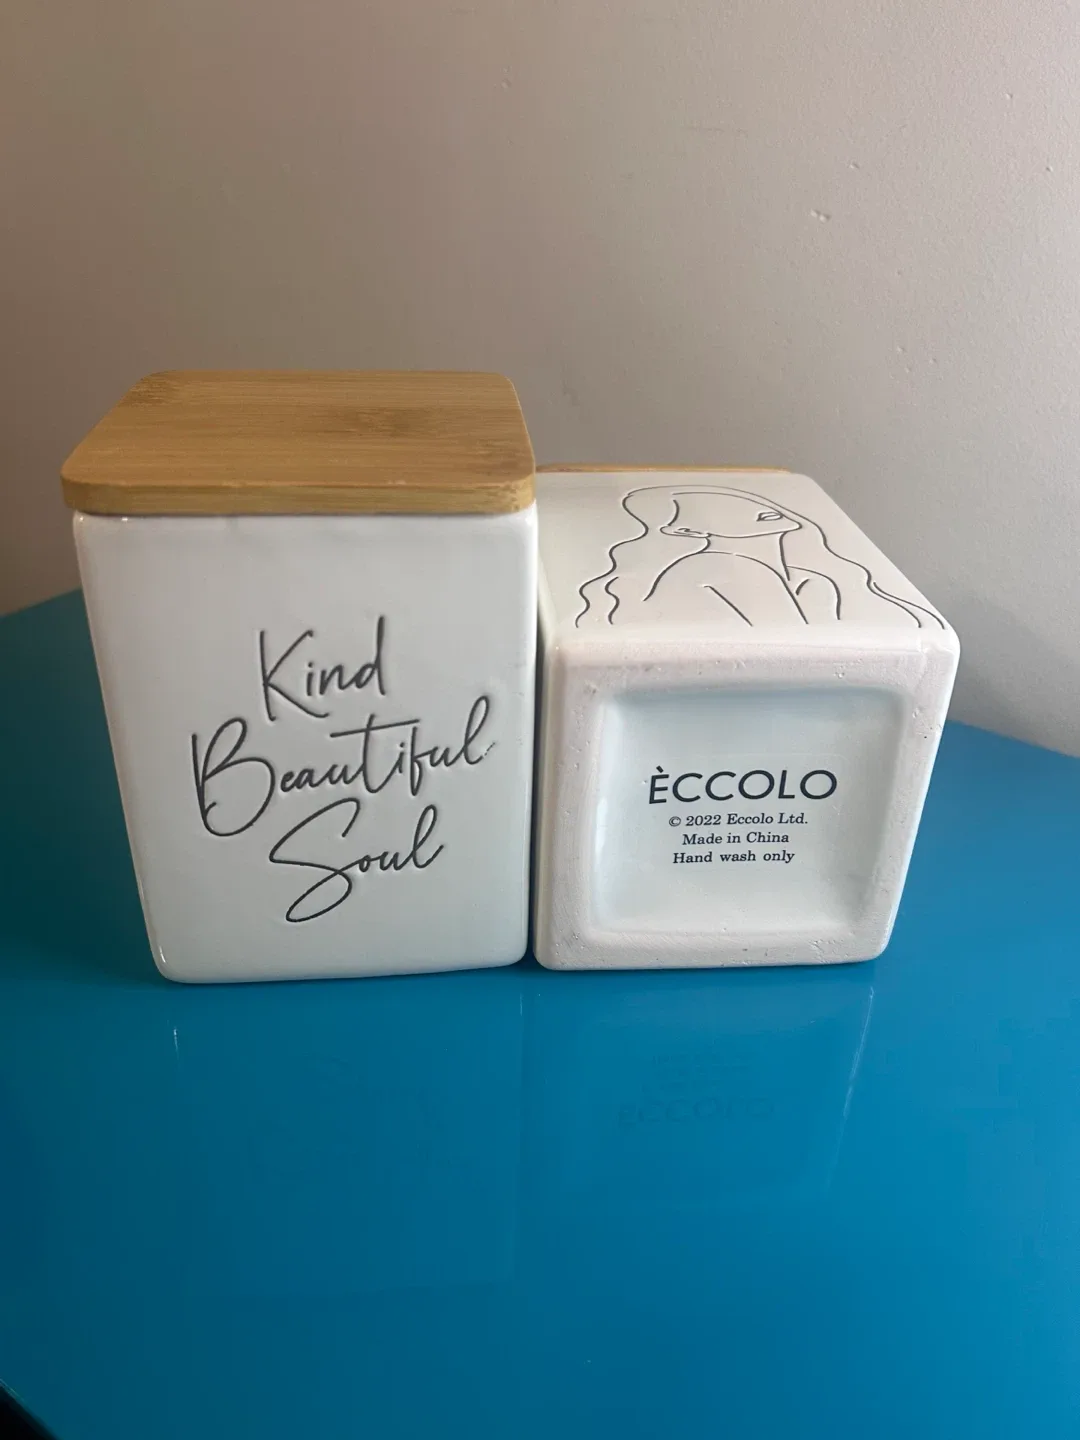 Kind
Beautiful
Soul
ÈCCOLO
© 2022 Eccolo Ltd.
Made in China
Hand wash only